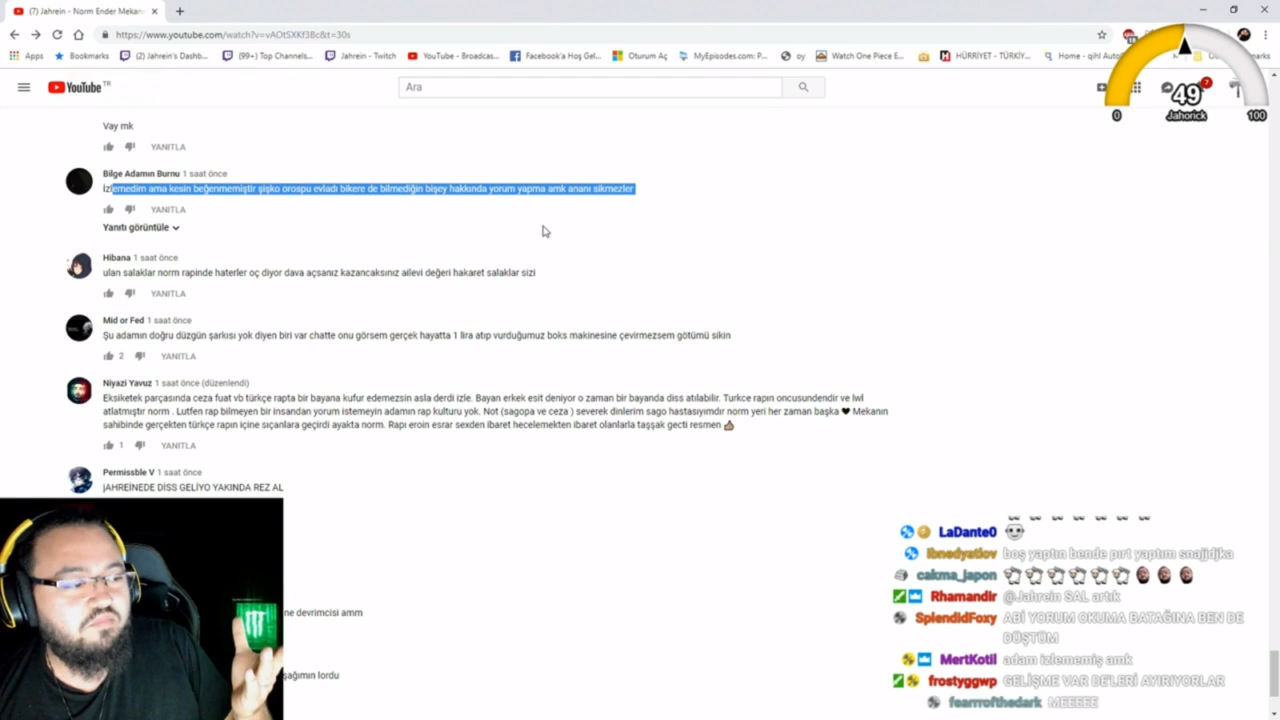 (7) Jahrein - Norm Ender Mekan
https://www.youtube.com/watch?v=vAOtSXKf3Bc&t=30s
Apps Bookmarks (2) Jahrein's Dashb... (99+) Top Channels... Jahrein - Twitch YouTube - Broadcas... Facebook'a Hoş Gel... Oturum Aç MyEpisodes.com: P... oy Watch One Piece E... HÜRRİYET - TÜRKİY... Home - qihl Auto
YouTube TR
Ara
7
49
Jahorick
0
100
Vay mk
YANITLA
Bilge Adamın Burnu 1 saat önce
İzlemedim ama kesin beğenmemiştir şişko orospu evladı bikere de bilmediğin bişey hakkında yorum yapma amk ananı sikmezler
YANITLA
Yanıtı görüntüle
Hibana 1 saat önce
ulan salaklar norm rapinde haterler oç diyor dava açsanız kazancaksınız ailevi değeri hakaret salaklar sizi
YANITLA
Mid or Fed 1 saat önce
Şu adamın doğru düzgün şarkısı yok diyen biri var chatte onu görsem gerçek hayatta 1 lira atıp vurduğumuz boks makinesine çevirmezsem götümü sikin
2 YANITLA
Niyazi Yavuz 1 saat önce (düzenlendi)
Eksiketek parçasında ceza fuat vb türkçe rapta bir bayana kufur edemezsin asla derdi izle. Bayan erkek esit deniyor o zaman bir bayanda diss atılabilir. Turkce rapın oncusundendir ve lwl
atlatmıştır norm . Lutfen rap bilmeyen bir insandan yorum istemeyin adamın rap kulturu yok. Not (sagopa ve ceza ) severek dinlerim sago hastasıyımdır norm yeri her zaman başka ♥ Mekanın
sahibinde gerçekten türkçe rapın içine sıçanlara geçirdi ayakta norm. Rapı eroin esrar sexden ibaret hecelemekten ibaret olanlarla taşşak gecti resmen
1 YANITLA
Permissble V 1 saat önce
jAHREİNEDE DİSS GELİYO YAKINDA REZ AL
ne devrimcisi amm
şağımın lordu
LaDante0
Ibnedyatlov boş yaptın bende pırt yaptım snajjdjka
cakma_japon
Rhamandir @Jahrein SAL artık
SplendidFoxy ABİ YORUM OKUMA BATAĞINA BEN DE
DÜŞTÜM
MertKotil adam izlememiş amk
frostyggwp GELİŞME VAR DE'LERİ AYIRIYORLAR
fearrrofthedark MEEEEE